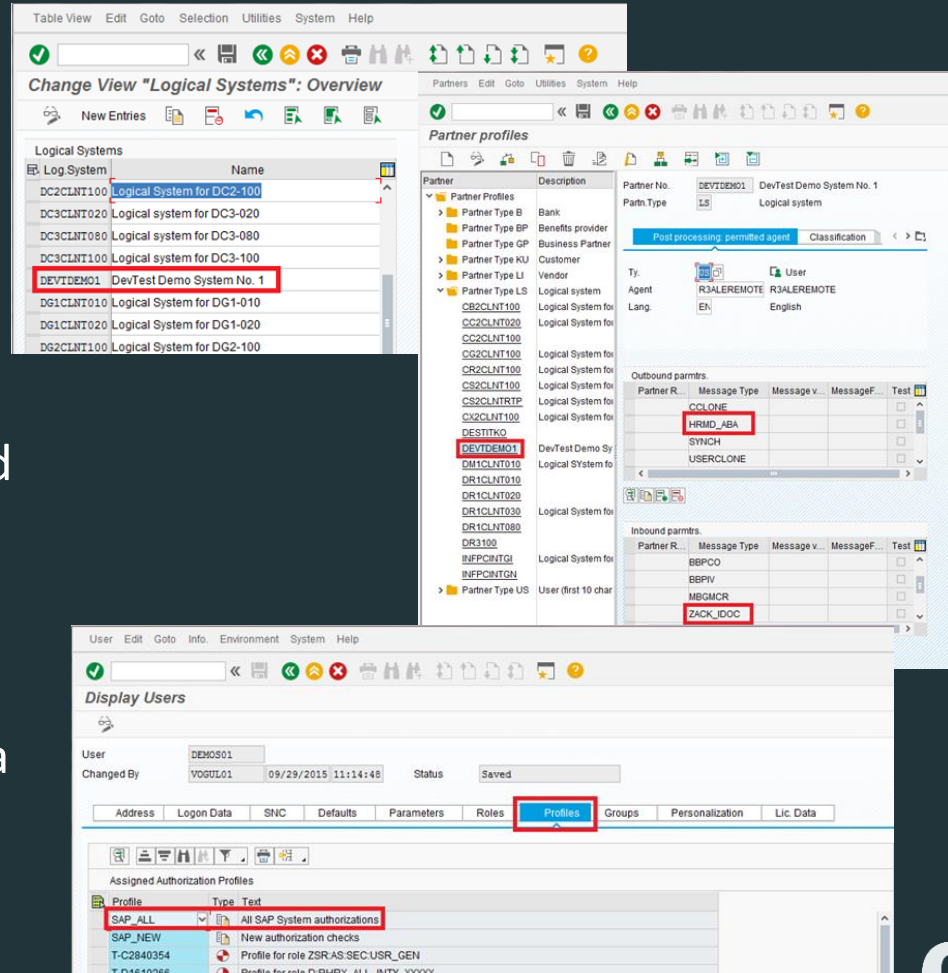 Table View Edit Goto Selection Utilities System Help
Change View "Logical Systems": Overview
New Entries
Logical Systems
Log.System Name
DC2CLNT100 Logical System for DC2-100
DC3CLNT020 Logical system for DC3-020
DC3CLNT080 Logical system for DC3-080
DC3CLNT100 Logical system for DC3-100
DEVTDEMO1 DevTest Demo System No. 1
DG1CLNT010 Logical System for DG1-010
DG1CLNT020 Logical System for DG1-020
DG2CLNT100 Logical System for DG2-100
Partners Edit Goto Utilities System Help
Partner profiles
Partner Description
Partner Profiles
Partner Type B Bank
Partner Type BP Benefits provider
Partner Type GP Business Partner
Partner Type KU Customer
Partner Type LI Vendor
Partner Type LS Logical system
CB2CLNT100 Logical System for
CC2CLNT020 Logical System for
CC2CLNT100
CG2CLNT100 Logical System for
CR2CLNT100 Logical System for
CS2CLNT100 Logical System for
CS2CLNTRTP Logical System for
CX2CLNT100 Logical System for
DESTITKO
DEVTDEMO1 DevTest Demo Sy
DM1CLNT010 Logical SYstem fo
DR1CLNT010
DR1CLNT020
DR1CLNT030 Logical System for
DR1CLNT080
DR3100
INFPCINTGI Logical System for
INFPCINTGN
Partner Type US User (first 10 char
Partner No. DEVTDEMO1 DevTest Demo System No. 1
Partn.Type LS Logical system
Post processing: permitted agent Classification
Ty. US User
Agent R3ALEREMOTE R3ALEREMOTE
Lang. EN English
Outbound parmtrs.
Partner R... Message Type Message v... MessageF... Test
CCLONE
HRMD_ABA
SYNCH
USERCLONE
Inbound parmtrs.
Partner R... Message Type Message v... MessageF... Test
BBPCO
BBPIV
MBGMCR
ZACK_IDOC
d
a
User Edit Goto Info. Environment System Help
Display Users
User DEMOS01
Changed By VOGUL01 09/29/2015 11:14:48 Status Saved
Address Logon Data SNC Defaults Parameters Roles Profiles Groups Personalization Lic. Data
Assigned Authorization Profiles
Profile Type Text
SAP_ALL All SAP System authorizations
SAP_NEW New authorization checks
T-C2840354 Profile for role ZSR:AS:SEC:USR_GEN